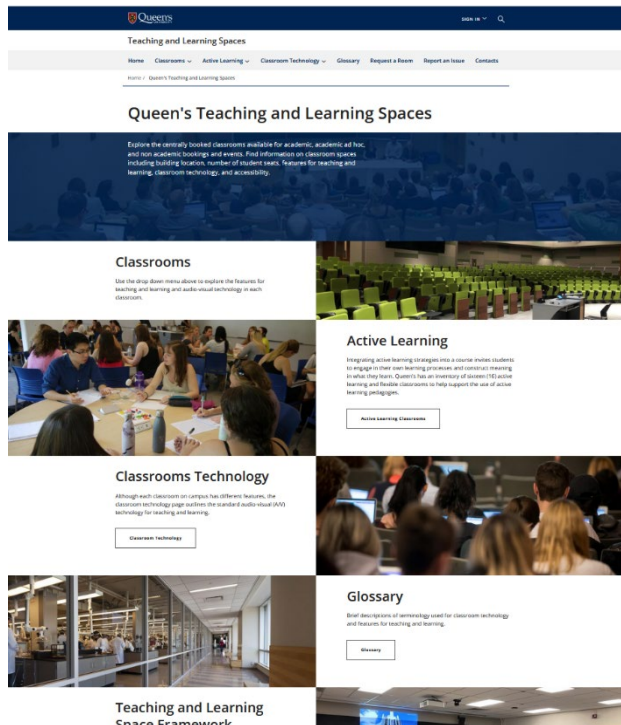 Queen's
UNIVERSITY
SIGN IN
Teaching and Learning Spaces
Home Classrooms Active Learning Classroom Technology Glossary Request a Room Report an Issue Contacts
Home / Queen's Teaching and Learning Spaces
Queen's Teaching and Learning Spaces
Explore the centrally booked classrooms available for academic, academic ad hoc,
and non academic bookings and events. Find information on classroom spaces
including building location, number of student seats, features for teaching and
learning, classroom technology, and accessibility.
Classrooms
Use the drop down menu above to explore the features for
teaching and learning and audio-visual technology in each
classroom.
Active Learning
Integrating active learning strategies into a course invites students
to engage in their own learning processes and construct meaning
in what they learn. Queen's has an inventory of sixteen (16) active
learning and flexible classrooms to help support the use of active
learning pedagogies.
Active Learning Classrooms
Classrooms Technology
Although each classroom on campus has different features, the
classroom technology page outlines the standard audio-visual (A/V)
technology for teaching and learning.
Classroom Technology
Glossary
Brief descriptions of terminology used for classroom technology
and features for teaching and learning.
Glossary
Teaching and Learning
Space Framework